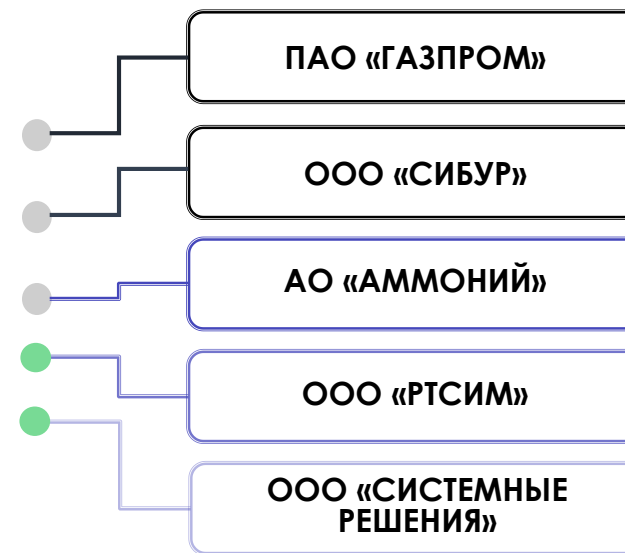 ПАО «ГАЗПРОМ»
ООО «СИБУР»
АО «АММОНИЙ»
ООО «РТСИМ»
ООО «СИСТЕМНЫЕ
РЕШЕНИЯ»